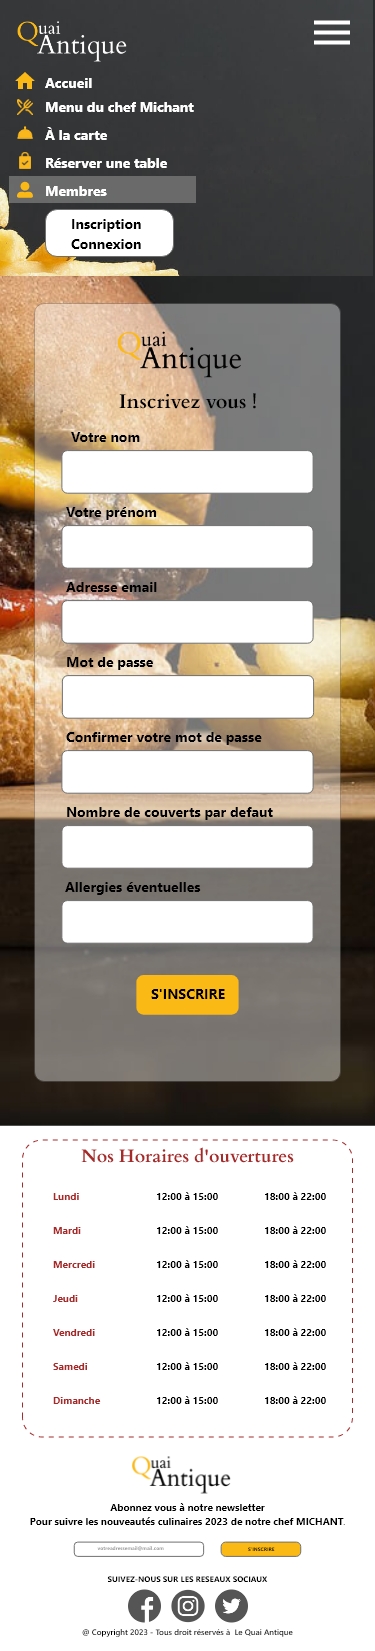 Quai
Antique
Accueil
Menu du chef Michant
À la carte
Réserver une table
Membres
Inscription
Connexion
Quai
Antique
Inscrivez vous !
Votre nom
Votre prénom
Adresse email
Mot de passe
Confirmer votre mot de passe
Nombre de couverts par defaut
Allergies éventuelles
S'INSCRIRE
Nos Horaires d'ouvertures
Lundi 12:00 à 15:00 18:00 à 22:00
Mardi 12:00 à 15:00 18:00 à 22:00
Mercredi 12:00 à 15:00 18:00 à 22:00
Jeudi 12:00 à 15:00 18:00 à 22:00
Vendredi 12:00 à 15:00 18:00 à 22:00
Samedi 12:00 à 15:00 18:00 à 22:00
Dimanche 12:00 à 15:00 18:00 à 22:00
Quai
Antique
Abonnez vous à notre newsletter
Pour suivre les nouveautés culinaires 2023 de notre chef MICHANT.
S'INSCRIRE
SUIVEZ-NOUS SUR LES RESEAUX SOCIAUX
@ Copyright 2023 - Tous droit réservés à Le Quai Antique